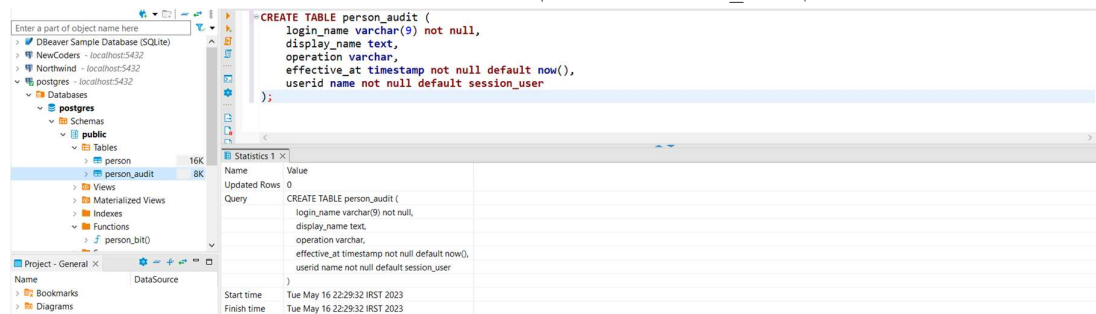 Enter a part of object name here
DBeaver Sample Database (SQLite)
NewCoders - localhost:5432
Northwind - localhost:5432
postgres - localhost:5432
Databases
postgres
Schemas
public
Tables
person 16K
person_audit 8K
Views
Materialized Views
Indexes
Functions
person_bit()
Project - General
Name DataSource
Bookmarks
Diagrams
CREATE TABLE person_audit (
login_name varchar(9) not null,
display_name text,
operation varchar,
effective_at timestamp not null default now(),
userid name not null default session_user
);
Statistics 1
Name Value
Updated Rows 0
Query CREATE TABLE person_audit (
login_name varchar(9) not null,
display_name text,
operation varchar,
effective_at timestamp not null default now(),
userid name not null default session_user
)
Start time Tue May 16 22:29:32 IRST 2023
Finish time Tue May 16 22:29:32 IRST 2023